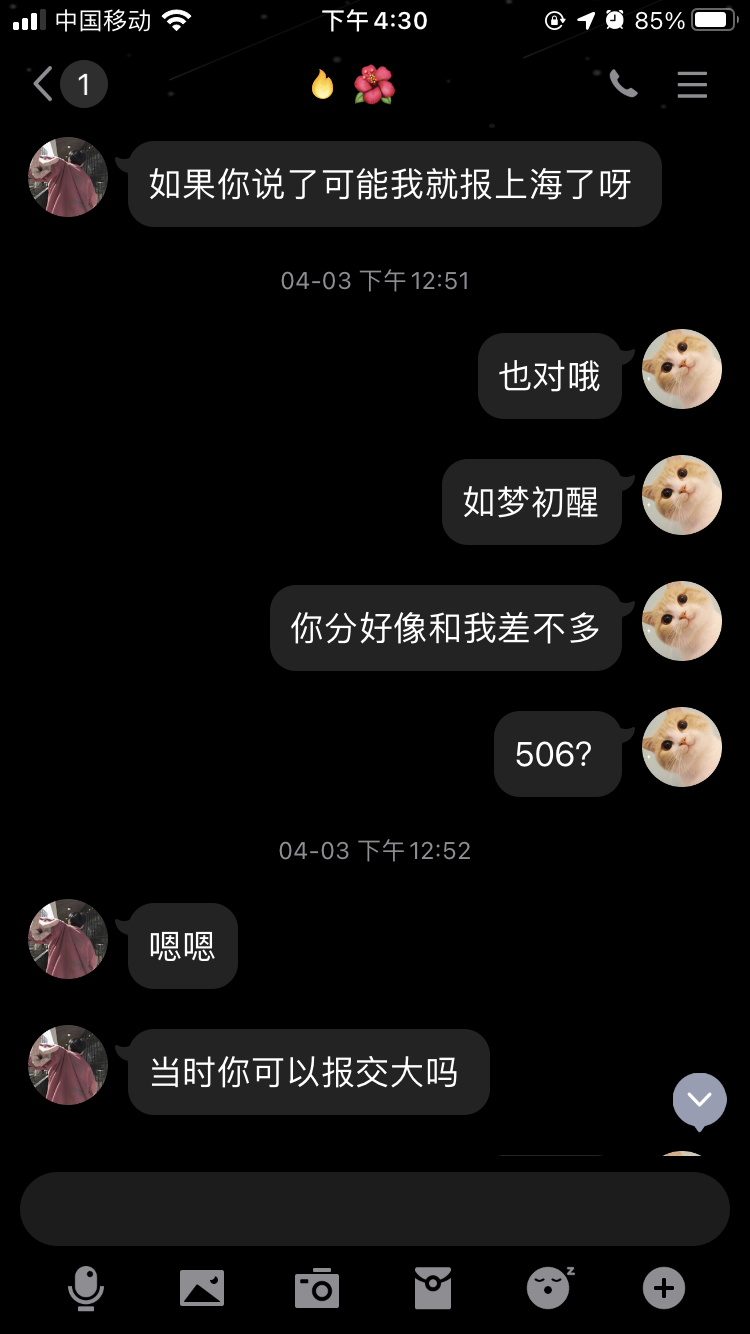 中国移动 下午4:30 85%
1
如果你说了可能我就报上海了呀
04-03 下午12:51
也对哦
如梦初醒
你分好像和我差不多
506?
04-03 下午12:52
嗯嗯
当时你可以报交大吗
z